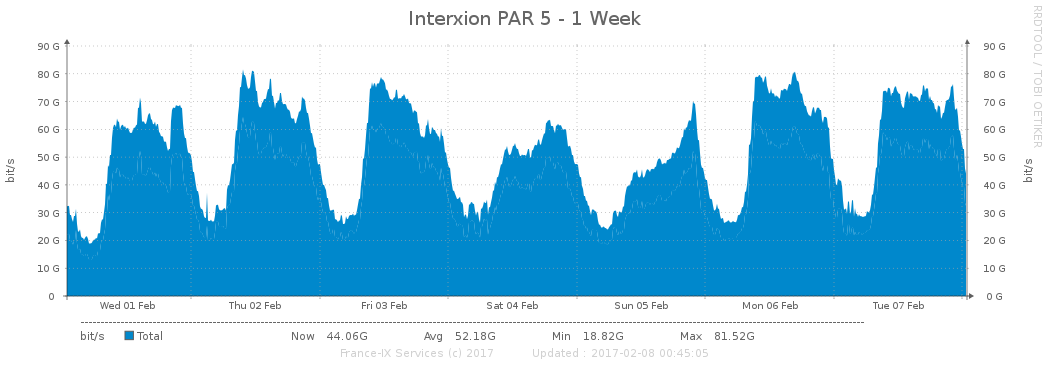 Interxion PAR 5 - 1 Week
RRDTOOL / TOBI OETIKER
90 G 90 G
80 G 80 G
70 G 70 G
60 G 60 G
50 G 50 G
40 G 40 G
30 G 30 G
20 G 20 G
10 G 10 G
0 0 G
bit/s
bit/s
Wed 01 Feb Thu 02 Feb Fri 03 Feb Sat 04 Feb Sun 05 Feb Mon 06 Feb Tue 07 Feb
bit/s Total Now 44.06G Avg 52.18G Min 18.82G Max 81.52G
France-IX Services (c) 2017 Updated : 2017-02-08 00:45:05